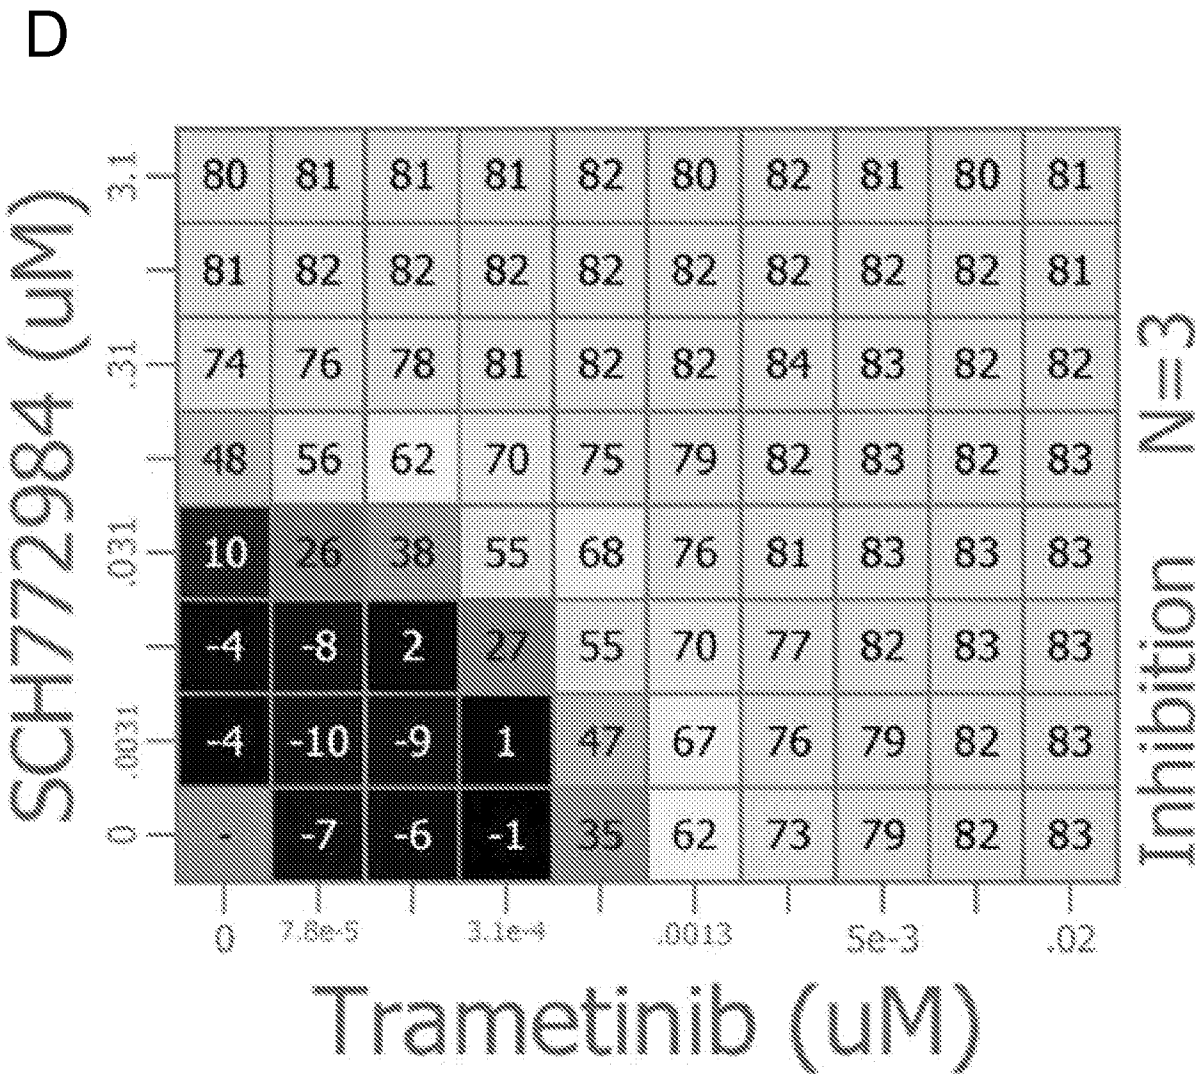 D
SCH772984 (uM)
3.1 80 81 81 81 82 80 82 81 80 81
81 82 82 82 82 82 82 82 82 81
.31 74 76 78 81 82 82 84 83 82 82
48 56 62 70 75 79 82 83 82 83
.031 10 26 38 55 68 76 81 83 83 83
-4 -8 2 27 55 70 77 82 83 83
.0031 -4 -10 -9 1 47 67 76 79 82 83
0 - -7 -6 -1 35 62 73 79 82 83
0 7.8e-5 3.1e-4 .0013 5e-3 .02
Trametinib (uM)
Inhibition N=3